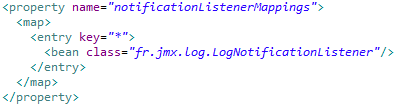 <property name="notificationListenerMappings">
<map>
<entry key="*">
<bean class="fr.jmx.log.LogNotificationListener"/>
</entry>
</map>
</property>